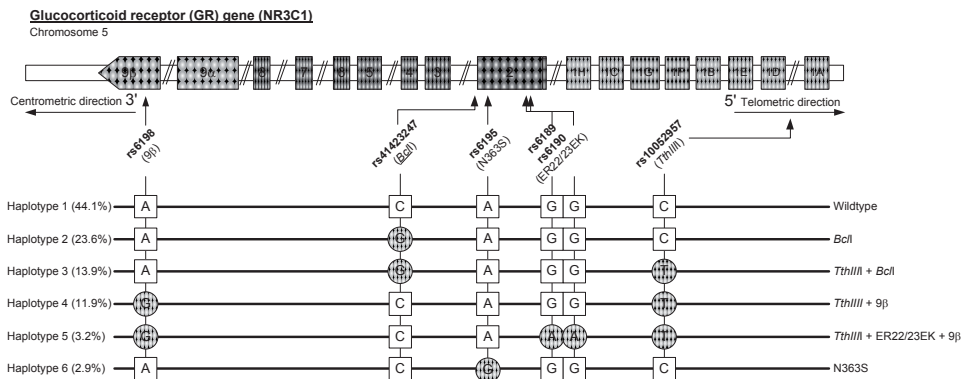 Glucocorticoid receptor (GR) gene (NR3C1)
Chromosome 5
9β 9α 8 7 6 5 4 3 2 1H 1C 1G 1F 1B 1E 1D 1A
Centrometric direction 3' 5' Telometric direction
rs6198 (9β)
rs41423247 (BclI)
rs6195 (N363S)
rs6189 rs6190 (ER22/23EK)
rs10052957 (TthIIII)
Haplotype 1 (44.1%) A C A G G C Wildtype
Haplotype 2 (23.6%) A G A G G C BclI
Haplotype 3 (13.9%) A G A G G T TthIIII + BclI
Haplotype 4 (11.9%) G C A G G T TthIIII + 9β
Haplotype 5 (3.2%) G C A A A T TthIIII + ER22/23EK + 9β
Haplotype 6 (2.9%) A C G G G C N363S